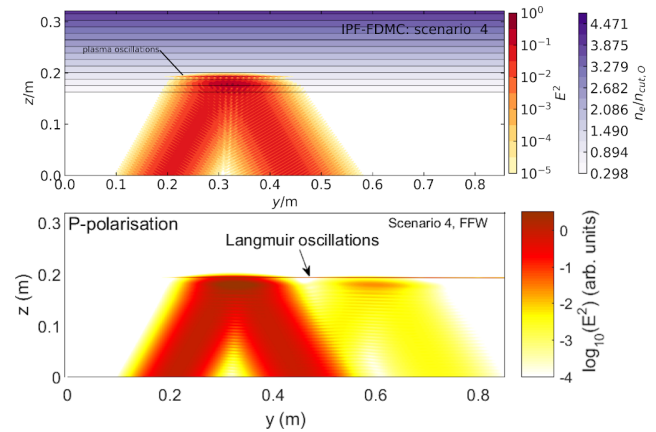 IPF-FDMC: scenario 4
plasma oscillations
z/m
0.3
0.2
0.1
0.0
0.0 0.1 0.2 0.3 0.4 0.5 0.6 0.7 0.8
y/m
10^0
10^-1
10^-2
10^-3
10^-4
10^-5
E^2
4.471
3.875
3.279
2.683
2.087
1.490
0.894
0.298
n_e/n_cut,O
P-polarisation
Scenario 4, FFW
Langmuir oscillations
z (m)
0.3
0.2
0.1
0
0 0.2 0.4 0.6 0.8
y (m)
0
-1
-2
-3
-4
log_10(E^2) (arb. units)